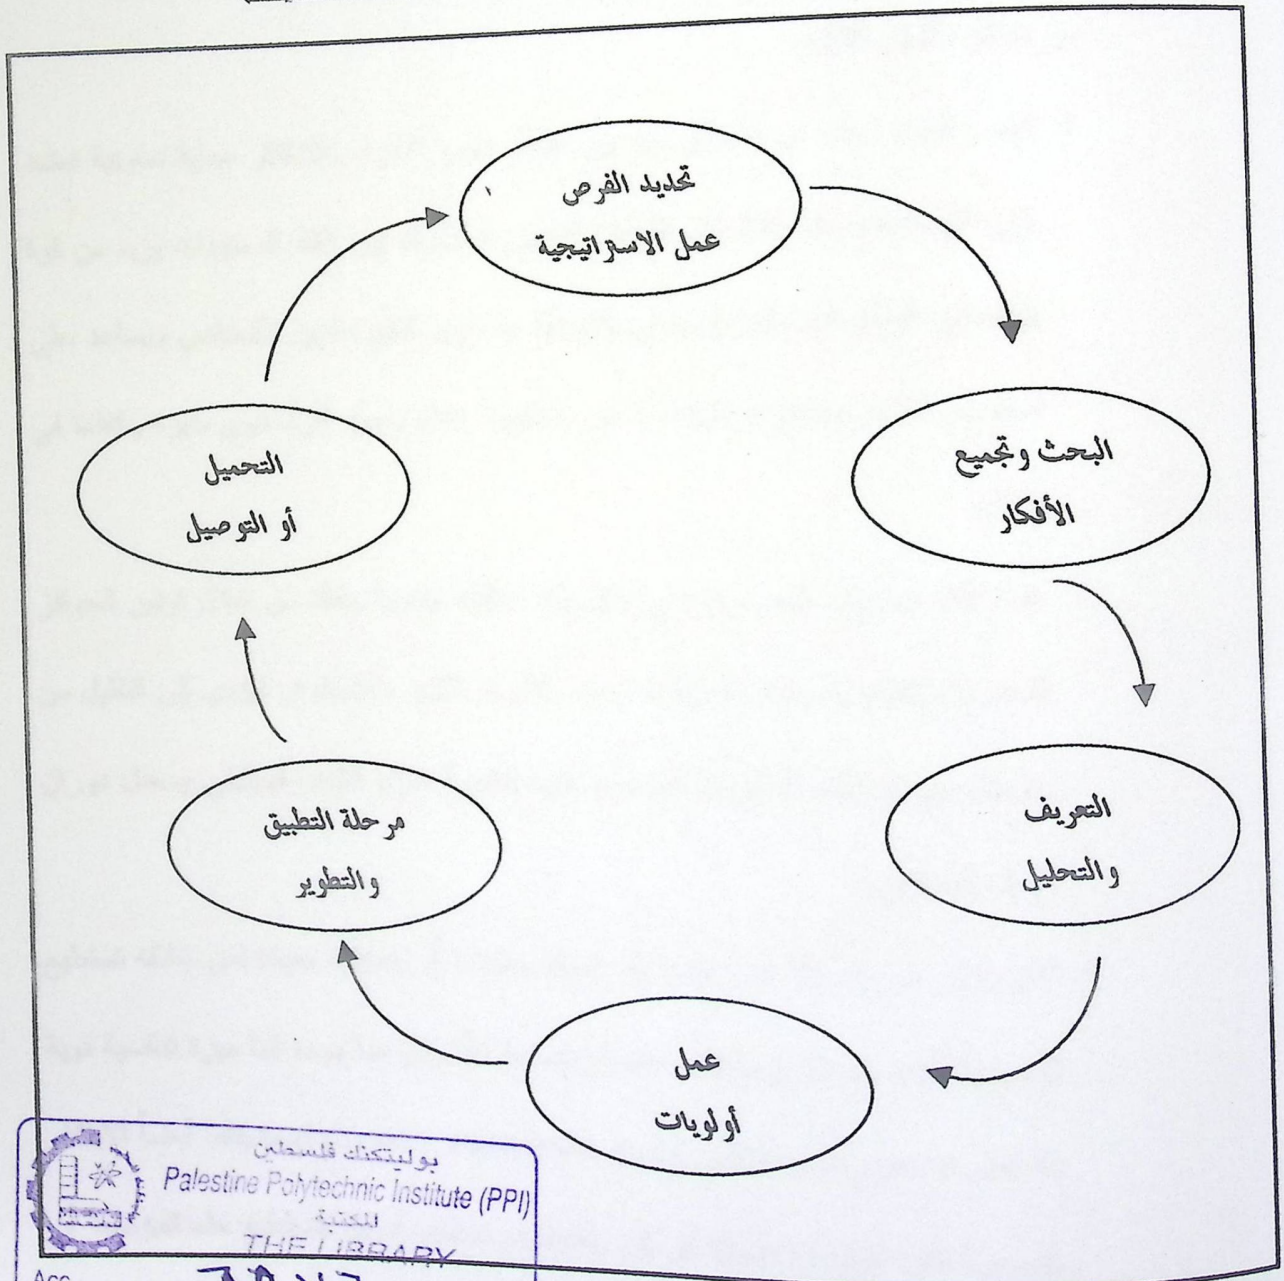 تحديد الفرص
عمل الاستراتيجية
البحث وتجميع
الأفكار
التعريف
والتحليل
عمل
أولويات
مرحلة التطبيق
والتطوير
التحميل
أو التوصيل
بوليتكنك فلسطين
Palestine Polytechnic Institute (PPI)
المكتبة
THE LIBRARY
Acc